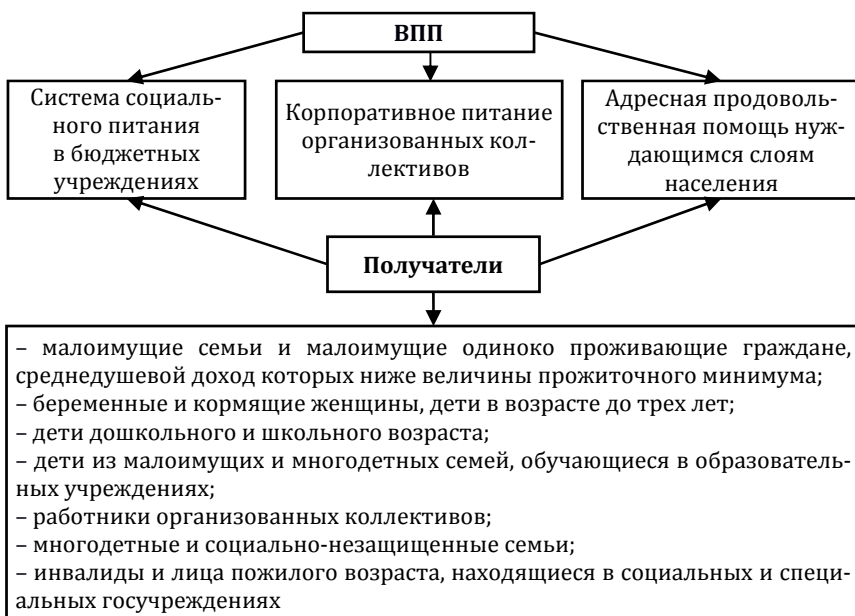 ВПП
Система социаль-
ного питания
в бюджетных
учреждениях
Корпоративное питание
организованных кол-
лективов
Адресная продоволь-
ственная помощь нуж-
дающимся слоям
населения
Получатели
– малоимущие семьи и малоимущие одиноко проживающие граждане,
среднедушевой доход которых ниже величины прожиточного минимума;
– беременные и кормящие женщины, дети в возрасте до трех лет;
– дети дошкольного и школьного возраста;
– дети из малоимущих и многодетных семей, обучающиеся в образователь-
ных учреждениях;
– работники организованных коллективов;
– многодетные и социально-незащищенные семьи;
– инвалиды и лица пожилого возраста, находящиеся в социальных и специ-
альных госучреждениях